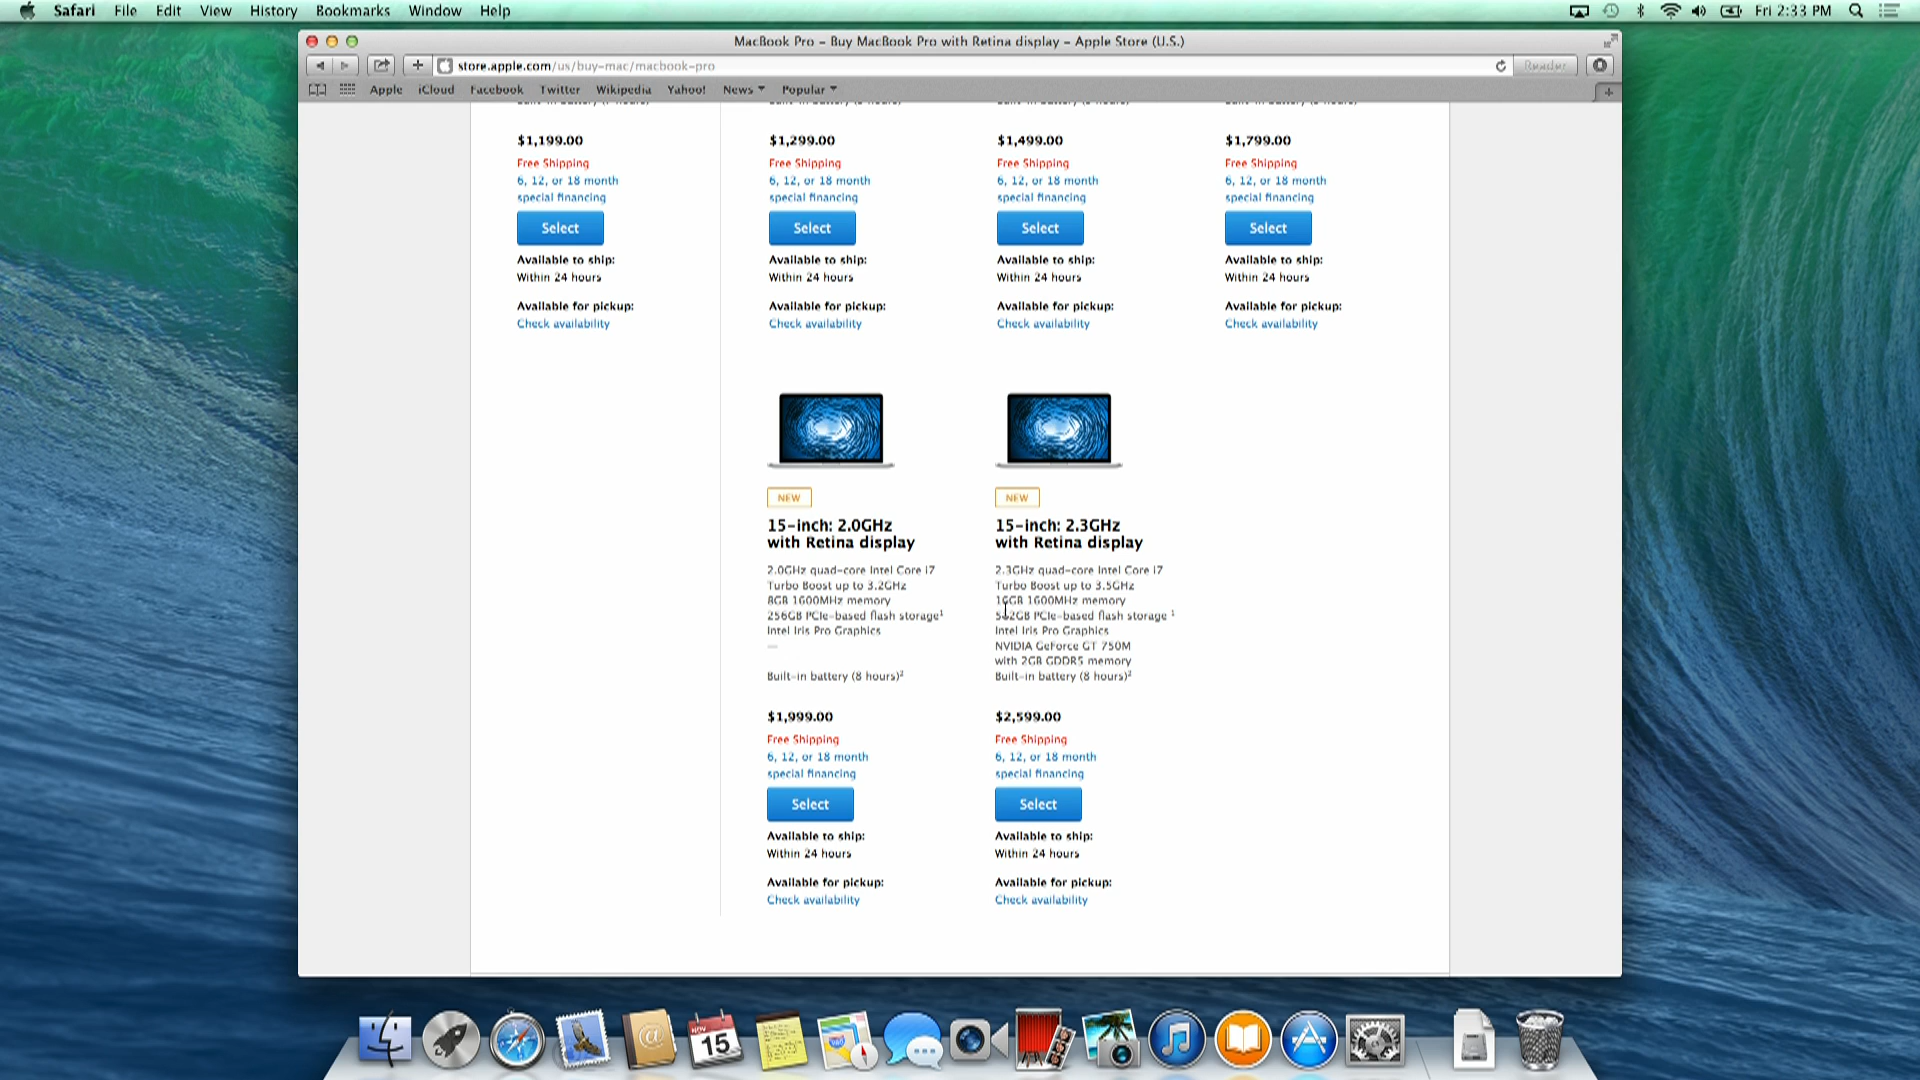 Safari File Edit View History Bookmarks Window Help
Fri 2:33 PM
MacBook Pro – Buy MacBook Pro with Retina display – Apple Store (U.S.)
store.apple.com/us/buy-mac/macbook-pro
Reader
Apple iCloud Facebook Twitter Wikipedia Yahoo! News Popular
$1,199.00
Free Shipping
6, 12, or 18 month
special financing
Select
Available to ship:
Within 24 hours
Available for pickup:
Check availability
$1,299.00
Free Shipping
6, 12, or 18 month
special financing
Select
Available to ship:
Within 24 hours
Available for pickup:
Check availability
$1,499.00
Free Shipping
6, 12, or 18 month
special financing
Select
Available to ship:
Within 24 hours
Available for pickup:
Check availability
$1,799.00
Free Shipping
6, 12, or 18 month
special financing
Select
Available to ship:
Within 24 hours
Available for pickup:
Check availability
NEW
15-inch: 2.0GHz
with Retina display
2.0GHz quad-core Intel Core i7
Turbo Boost up to 3.2GHz
8GB 1600MHz memory
256GB PCIe-based flash storage¹
Intel Iris Pro Graphics
—
Built-in battery (8 hours)²
$1,999.00
Free Shipping
6, 12, or 18 month
special financing
Select
Available to ship:
Within 24 hours
Available for pickup:
Check availability
NEW
15-inch: 2.3GHz
with Retina display
2.3GHz quad-core Intel Core i7
Turbo Boost up to 3.5GHz
16GB 1600MHz memory
512GB PCIe-based flash storage ¹
Intel Iris Pro Graphics
NVIDIA GeForce GT 750M
with 2GB GDDR5 memory
Built-in battery (8 hours)²
$2,599.00
Free Shipping
6, 12, or 18 month
special financing
Select
Available to ship:
Within 24 hours
Available for pickup:
Check availability
NOV
15